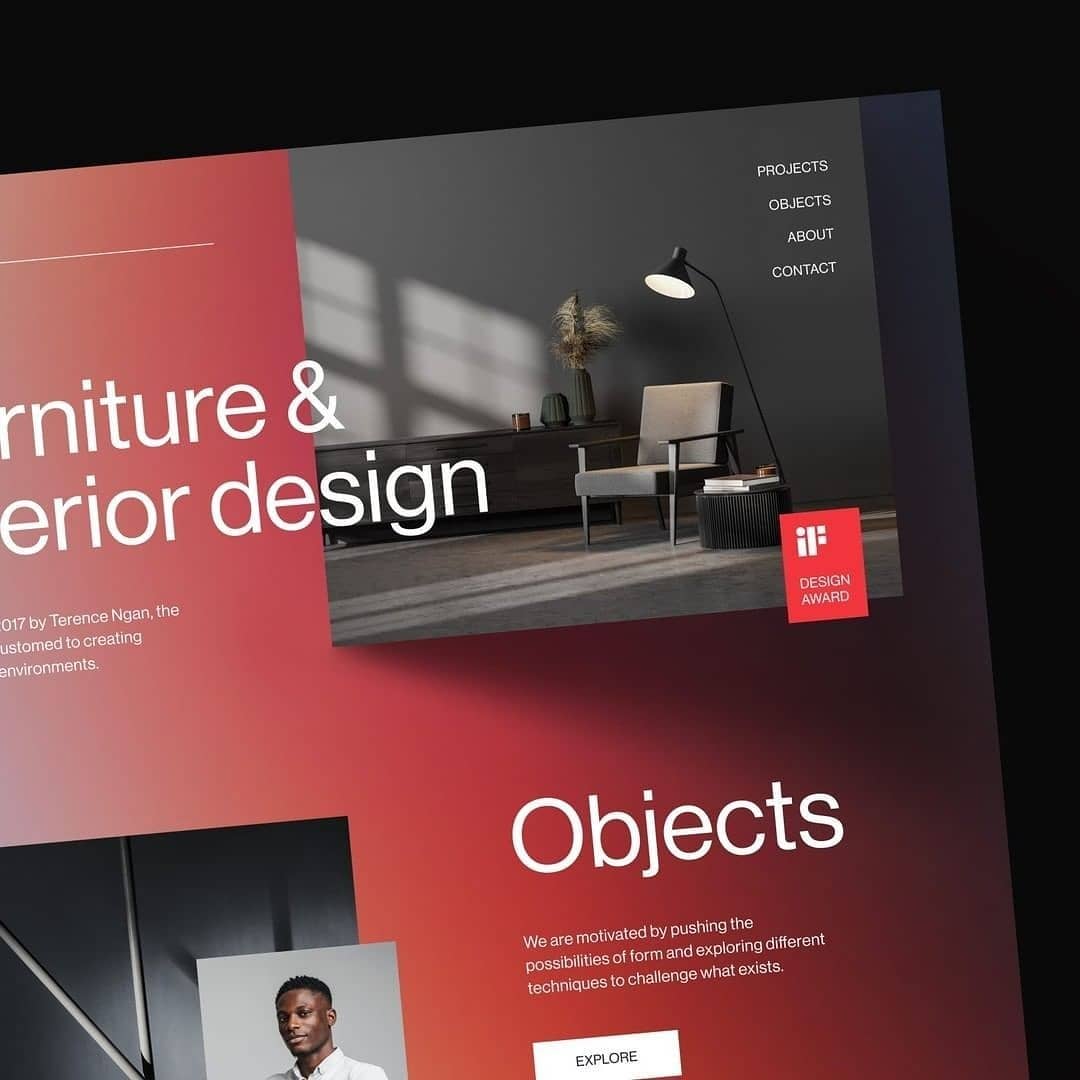 PROJECTS
OBJECTS
ABOUT
CONTACT
rniture &
erior design
2017 by Terence Ngan, the
ustomed to creating
environments.
iF
DESIGN
AWARD
Objects
We are motivated by pushing the
possibilities of form and exploring different
techniques to challenge what exists.
EXPLORE